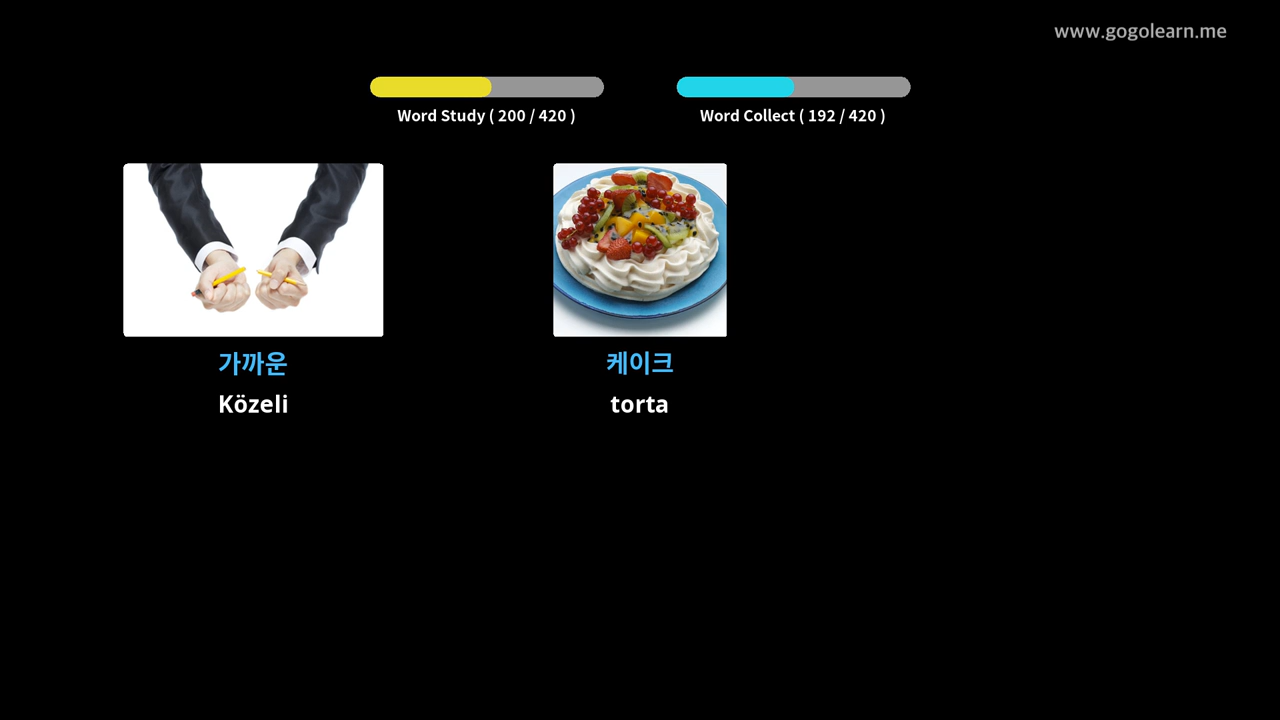 www.gogolearn.me
Word Study ( 200 / 420 )
Word Collect ( 192 / 420 )
가까운
Közeli
케이크
torta